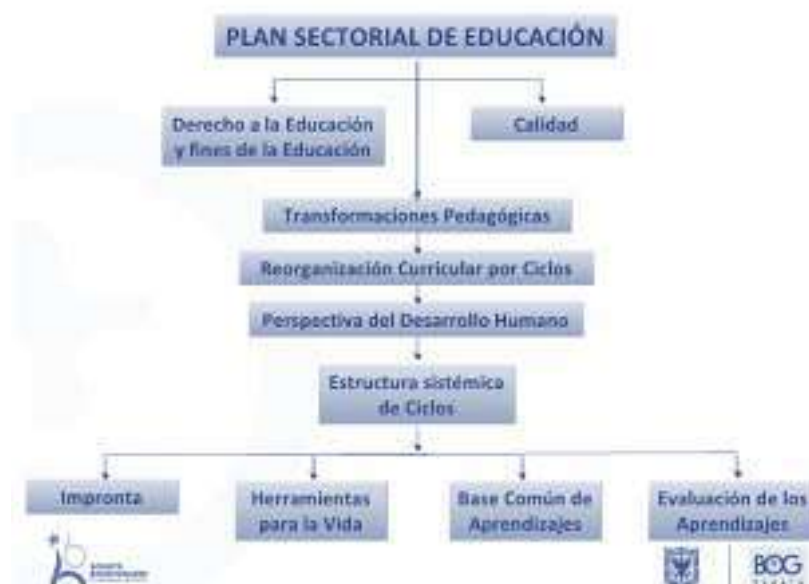 PLAN SECTORIAL DE EDUCACIÓN
Derecho a la Educación
y fines de la Educación
Calidad
Transformaciones Pedagógicas
Reorganización Curricular por Ciclos
Perspectiva del Desarrollo Humano
Estructura sistémica
de Ciclos
Impronta
Herramientas
para la Vida
Base Común de
Aprendizajes
Evaluación de los
Aprendizajes
BOG